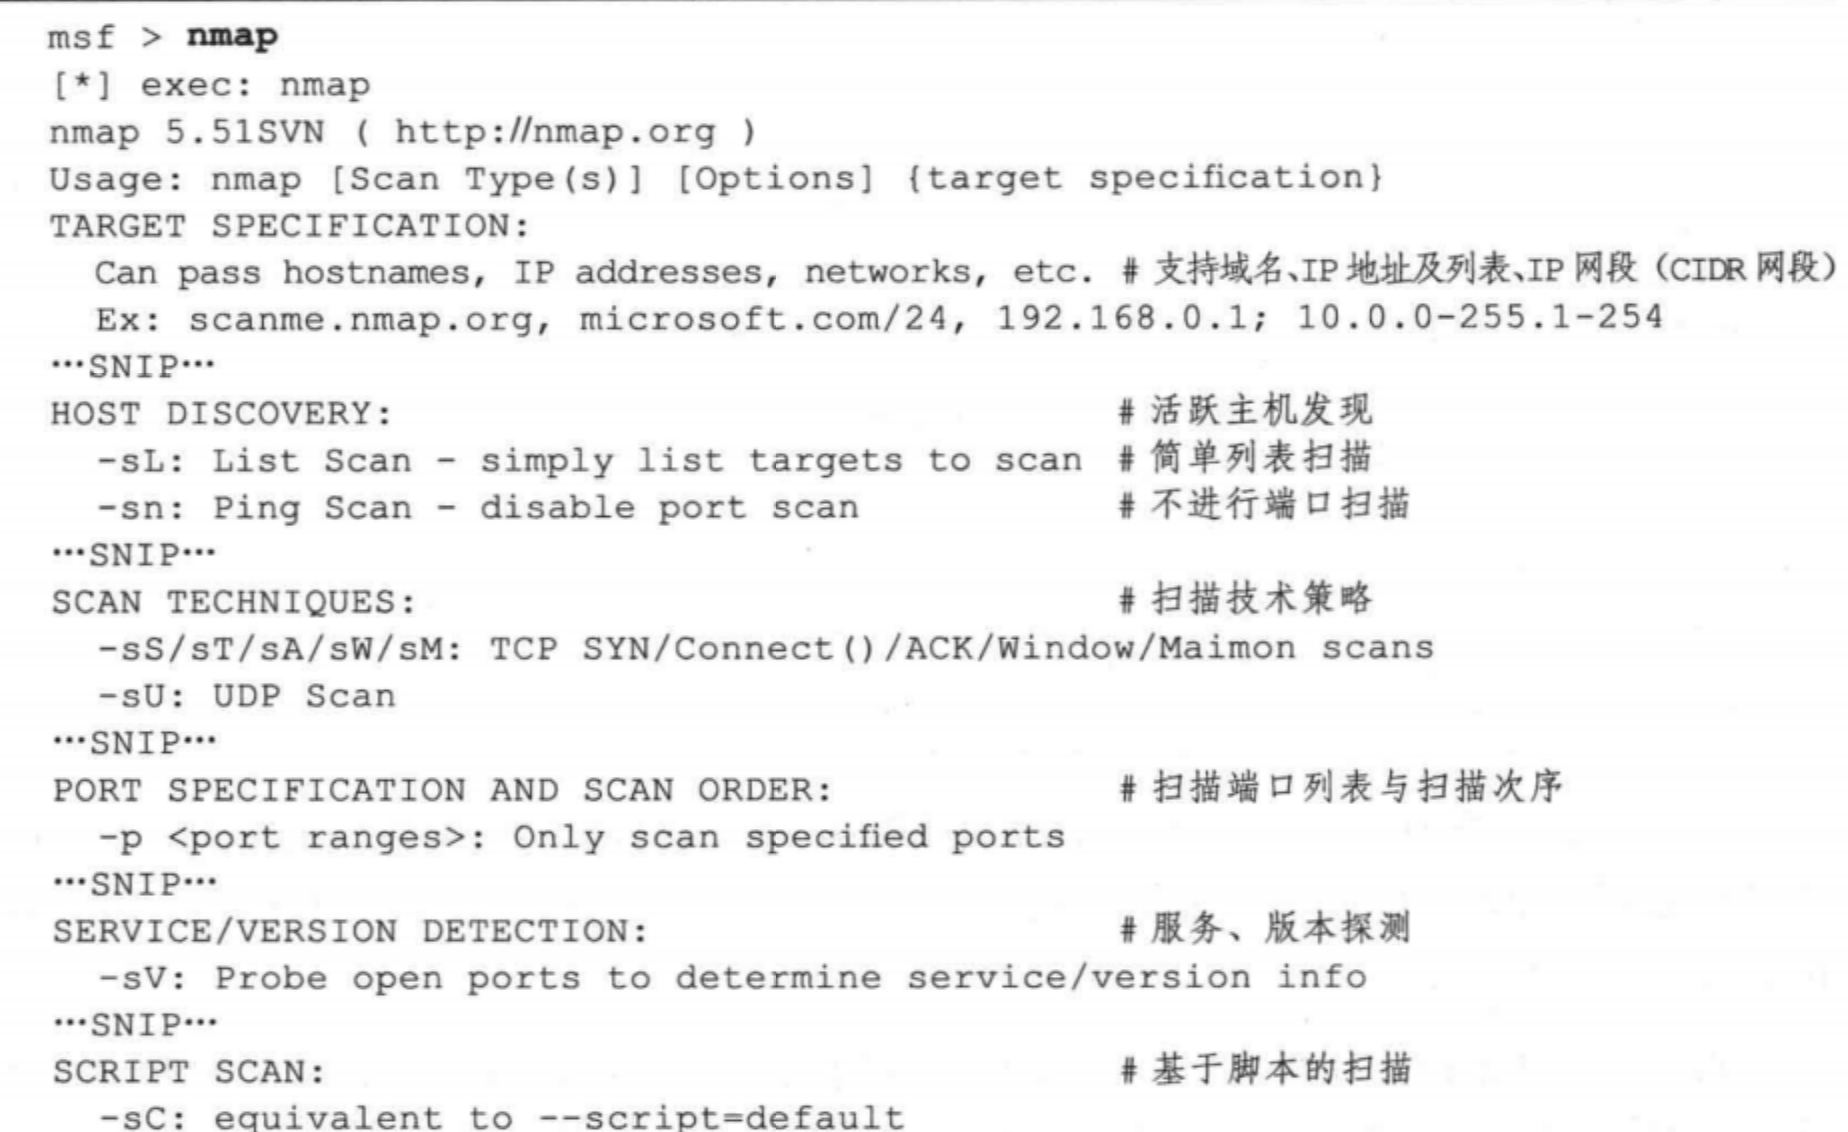 msf > nmap
[*] exec: nmap
nmap 5.51SVN ( http://nmap.org )
Usage: nmap [Scan Type(s)] [Options] {target specification}
TARGET SPECIFICATION:
Can pass hostnames, IP addresses, networks, etc. # 支持域名、IP 地址及列表、IP 网段（CIDR 网段）
Ex: scanme.nmap.org, microsoft.com/24, 192.168.0.1; 10.0.0-255.1-254
…SNIP…
HOST DISCOVERY: # 活跃主机发现
-sL: List Scan - simply list targets to scan # 简单列表扫描
-sn: Ping Scan - disable port scan # 不进行端口扫描
…SNIP…
SCAN TECHNIQUES: # 扫描技术策略
-sS/sT/sA/sW/sM: TCP SYN/Connect()/ACK/Window/Maimon scans
-sU: UDP Scan
…SNIP…
PORT SPECIFICATION AND SCAN ORDER: # 扫描端口列表与扫描次序
-p <port ranges>: Only scan specified ports
…SNIP…
SERVICE/VERSION DETECTION: # 服务、版本探测
-sV: Probe open ports to determine service/version info
…SNIP…
SCRIPT SCAN: # 基于脚本的扫描
-sC: equivalent to --script=default